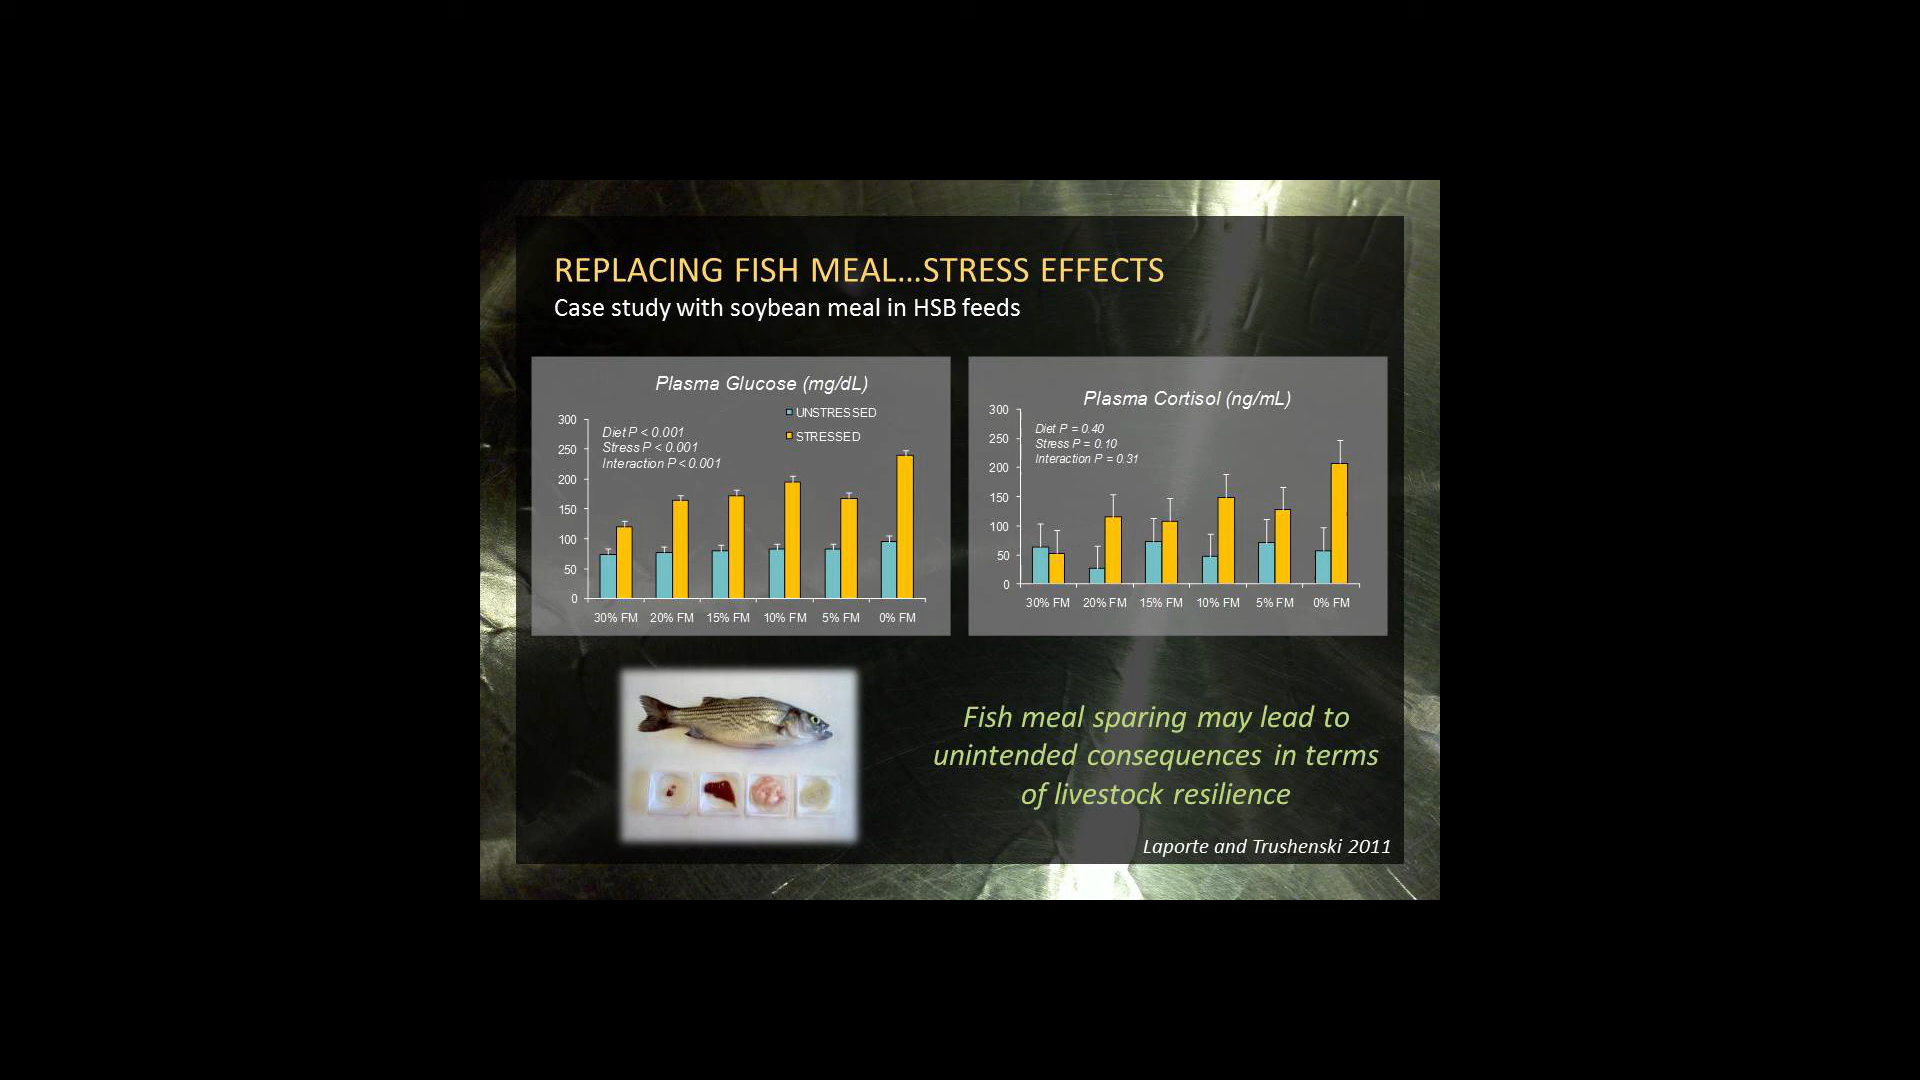 REPLACING FISH MEAL...STRESS EFFECTS
Case study with soybean meal in HSB feeds
Plasma Glucose (mg/dL)
UNSTRESSED
STRESSED
Diet P < 0.001
Stress P < 0.001
Interaction P < 0.001
300
250
200
150
100
50
0
30% FM 20% FM 15% FM 10% FM 5% FM 0% FM
Plasma Cortisol (ng/mL)
Diet P = 0.40
Stress P = 0.10
Interaction P = 0.31
300
250
200
150
100
50
0
30% FM 20% FM 15% FM 10% FM 5% FM 0% FM
Fish meal sparing may lead to
unintended consequences in terms
of livestock resilience
Laporte and Trushenski 2011